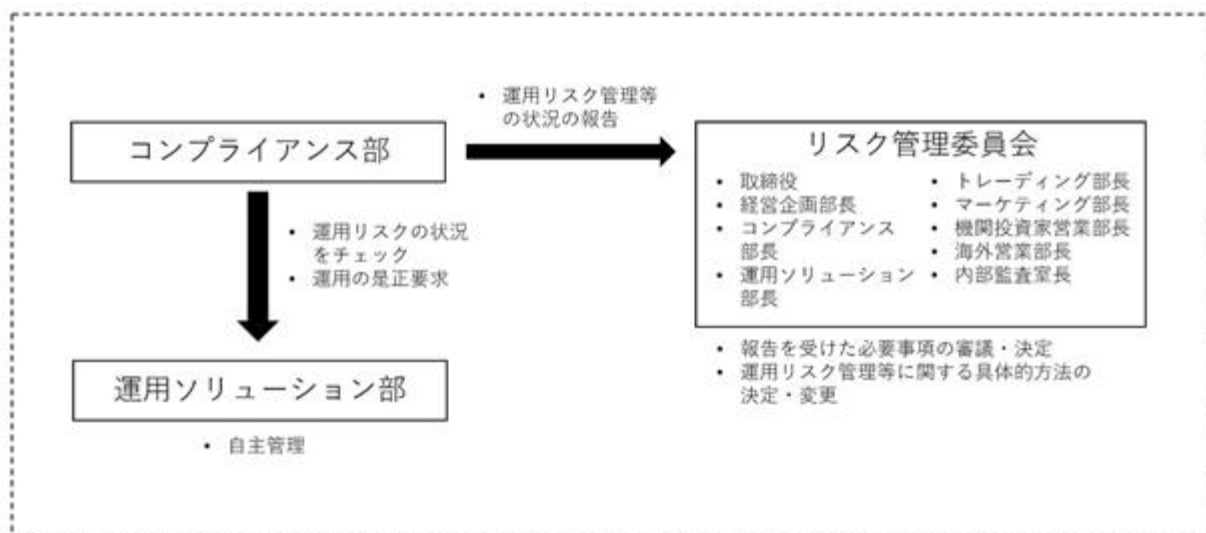 • 運用リスク管理等
の状況の報告
コンプライアンス部
• 運用リスクの状況
をチェック
• 運用の是正要求
運用ソリューション部
• 自主管理
リスク管理委員会
• 取締役
• 経営企画部長
• コンプライアンス
部長
• 運用ソリューション
部長
• トレーディング部長
• マーケティング部長
• 機関投資家営業部長
• 海外営業部長
• 内部監査室長
• 報告を受けた必要事項の審議・決定
• 運用リスク管理等に関する具体的方法の
決定・変更